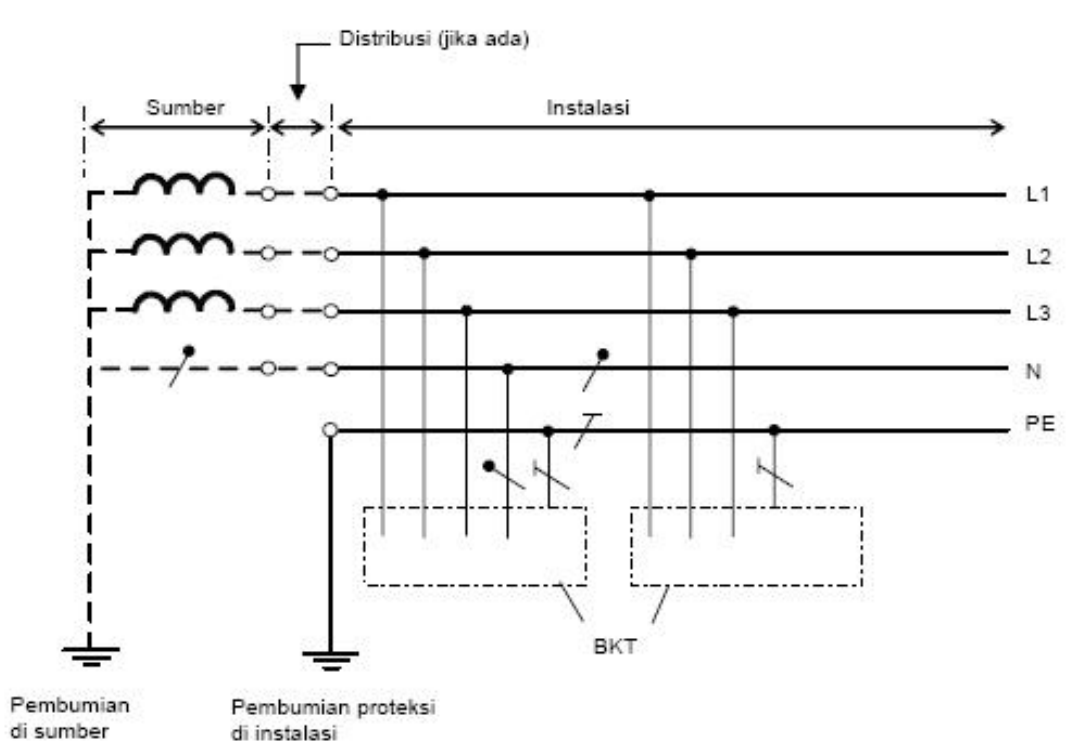 Distribusi (jika ada)
Sumber
Instalasi
L1
L2
L3
N
PE
BKT
Pembumian
di sumber
Pembumian proteksi
di instalasi